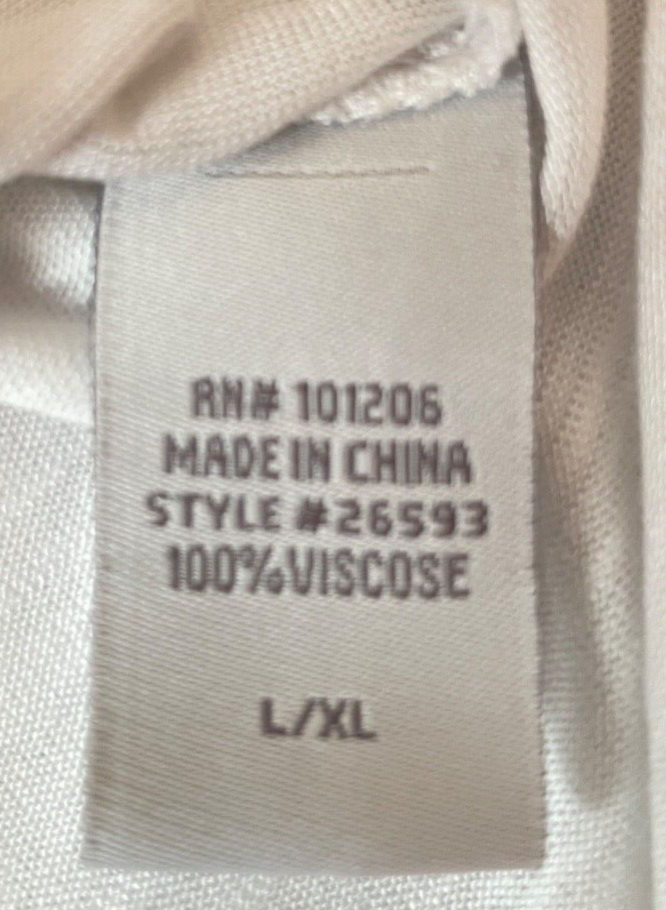 RN# 101206
MADE IN CHINA
STYLE #26593
100%VISCOSE
L/XL